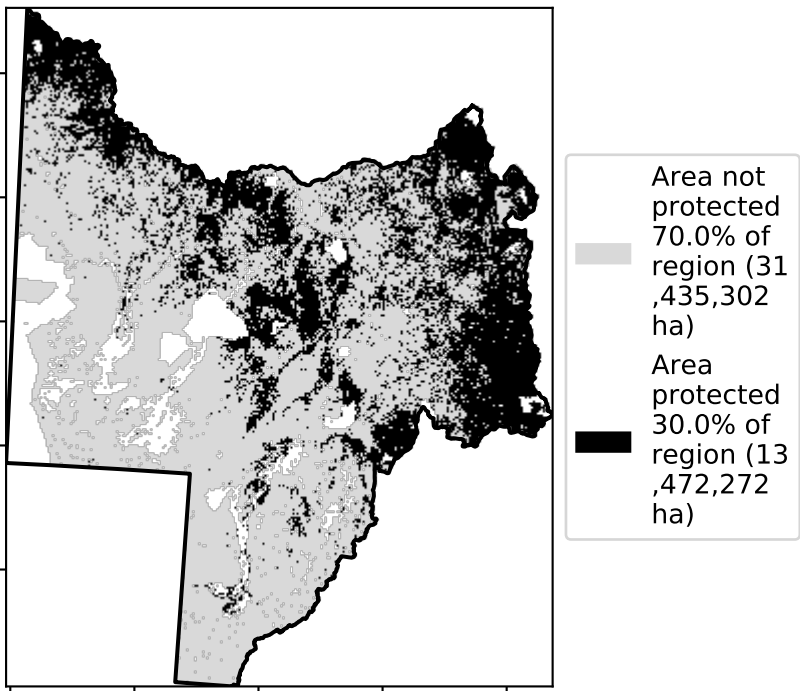 Area not
protected
70.0% of
region (31
,435,302
ha)
Area
protected
30.0% of
region (13
,472,272
ha)